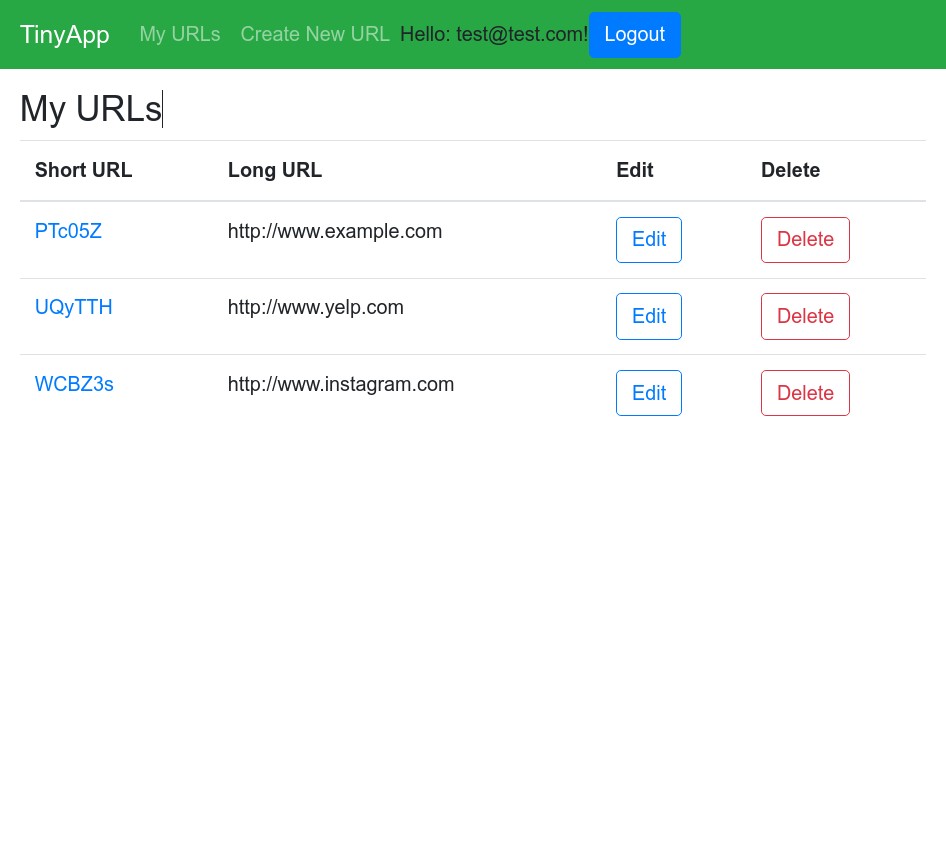 TinyApp My URLs Create New URL Hello: test@test.com! Logout
My URLs
Short URL Long URL Edit Delete
PTc05Z http://www.example.com Edit Delete
UQyTTH http://www.yelp.com Edit Delete
WCBZ3s http://www.instagram.com Edit Delete